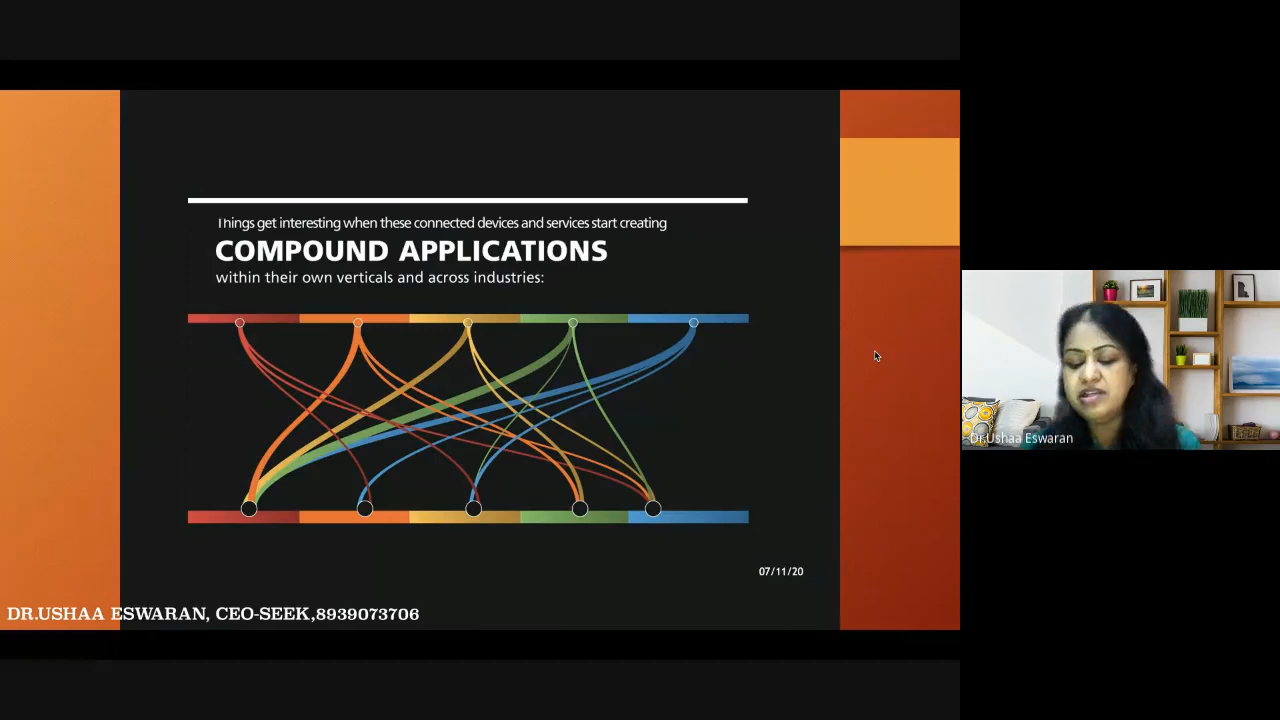 Things get interesting when these connected devices and services start creating
COMPOUND APPLICATIONS
within their own verticals and across industries:
07/11/20
DR.USHAA ESWARAN, CEO-SEEK,8939073706
Dr.Ushaa Eswaran